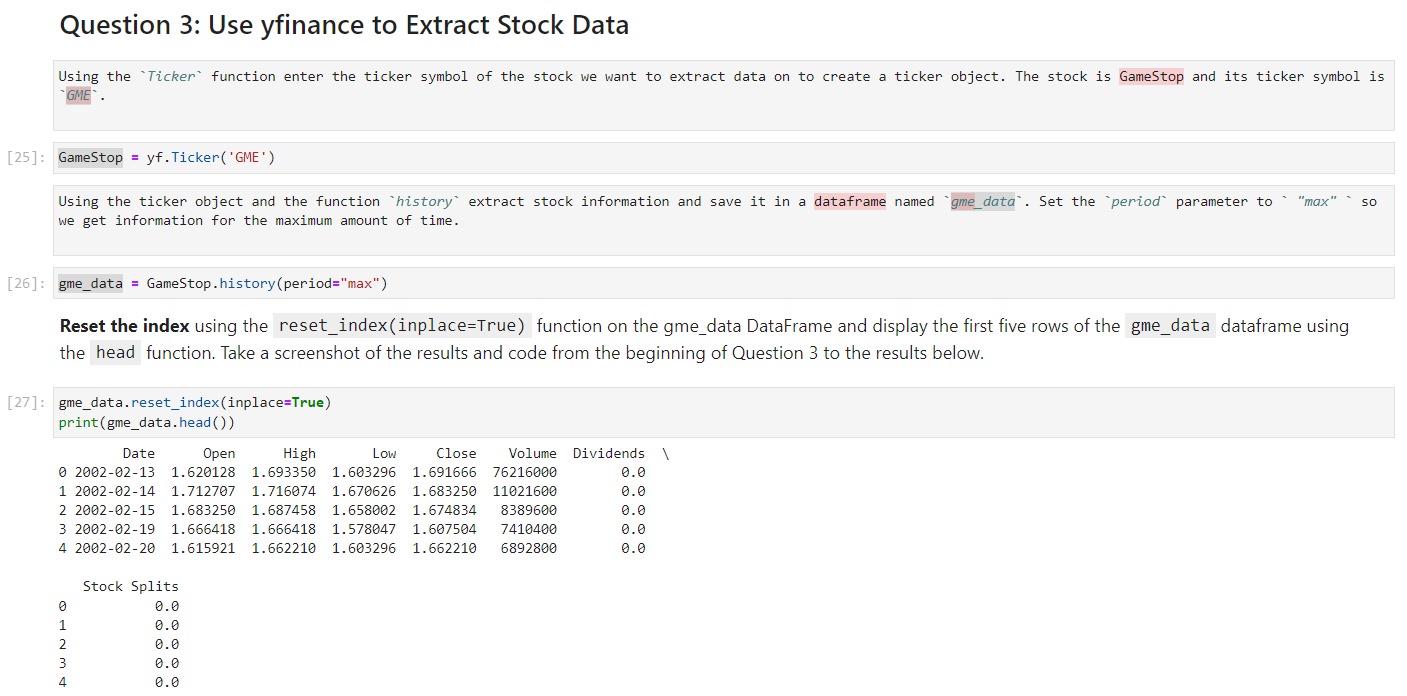 Question 3: Use yfinance to Extract Stock Data
Using the `Ticker` function enter the ticker symbol of the stock we want to extract data on to create a ticker object. The stock is GameStop and its ticker symbol is
`GME`.
[25]: GameStop = yf.Ticker('GME')
Using the ticker object and the function `history` extract stock information and save it in a dataframe named `gme_data`. Set the `period` parameter to ` "max" ` so
we get information for the maximum amount of time.
[26]: gme_data = GameStop.history(period="max")
Reset the index using the reset_index(inplace=True) function on the gme_data DataFrame and display the first five rows of the gme_data dataframe using
the head function. Take a screenshot of the results and code from the beginning of Question 3 to the results below.
[27]: gme_data.reset_index(inplace=True)
print(gme_data.head())
Date Open High Low Close Volume Dividends \
0 2002-02-13 1.620128 1.693350 1.603296 1.691666 76216000 0.0
1 2002-02-14 1.712707 1.716074 1.670626 1.683250 11021600 0.0
2 2002-02-15 1.683250 1.687458 1.658002 1.674834 8389600 0.0
3 2002-02-19 1.666418 1.666418 1.578047 1.607504 7410400 0.0
4 2002-02-20 1.615921 1.662210 1.603296 1.662210 6892800 0.0
Stock Splits
0 0.0
1 0.0
2 0.0
3 0.0
4 0.0